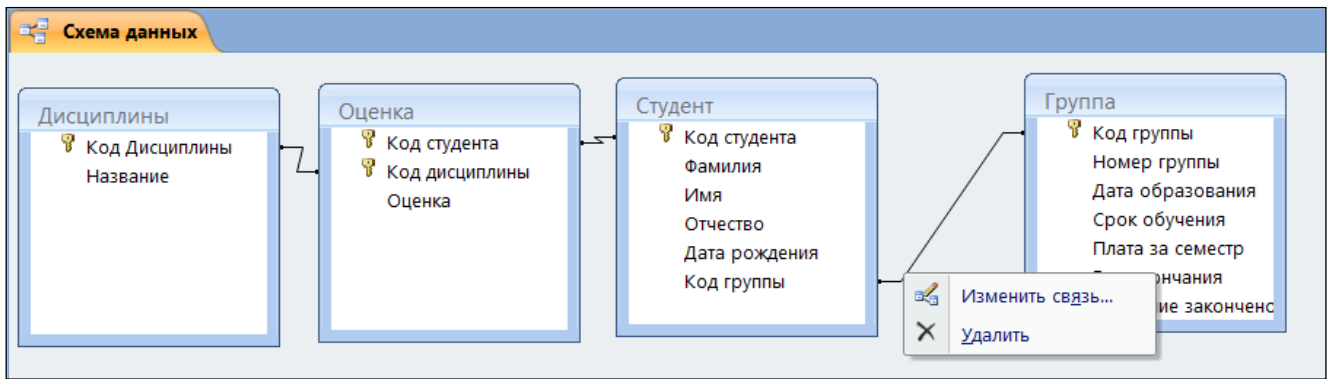 Схема данных
Дисциплины
Код Дисциплины
Название
Оценка
Код студента
Код дисциплины
Оценка
Студент
Код студента
Фамилия
Имя
Отчество
Дата рождения
Код группы
Группа
Код группы
Номер группы
Дата образования
Срок обучения
Плата за семестр
закончено
Изменить связь...
Удалить